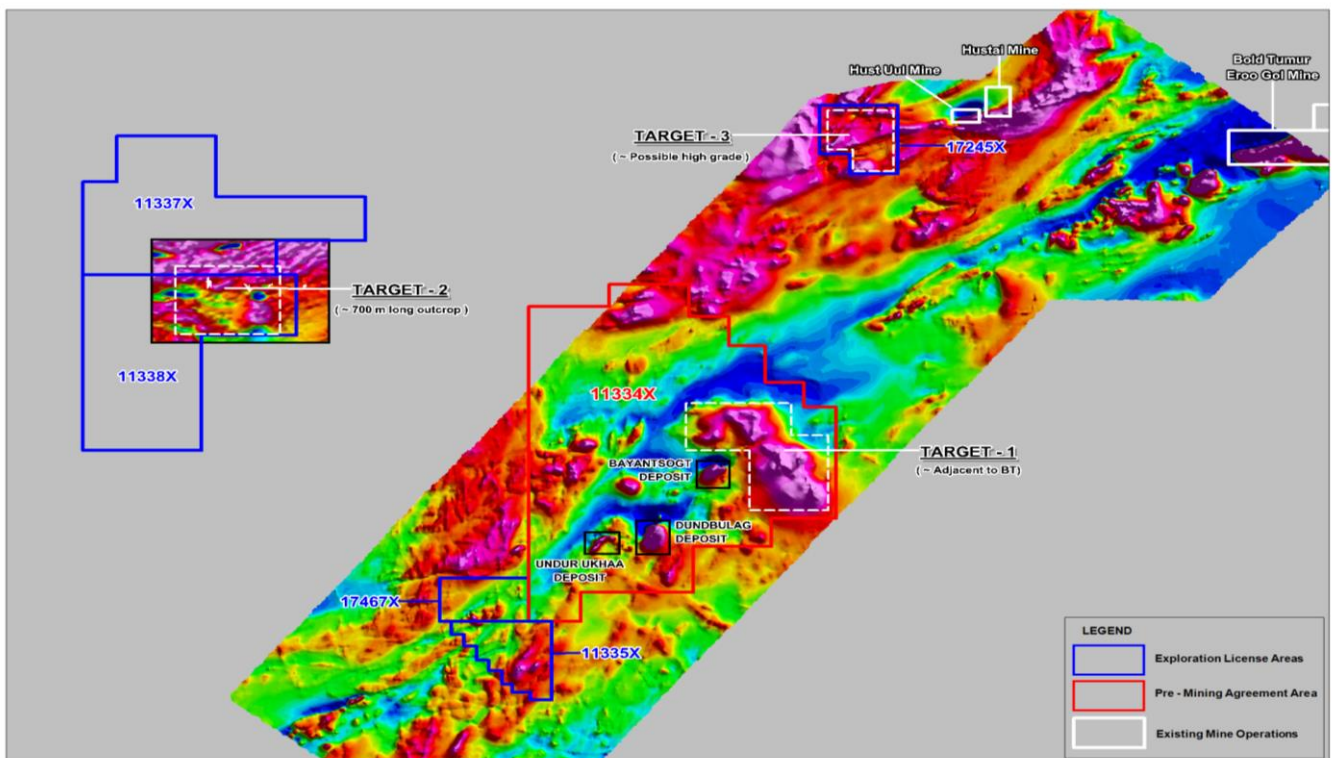 Hustai Mine
Hust Uul Mine
Bold Tumur
Eroo Gol Mine
TARGET - 3
( ~ Possible high grade )
17245X
11337X
TARGET - 2
( ~ 700 m long outcrop )
11338X
11334X
TARGET - 1
( ~ Adjacent to BT)
BAYANTSOGT
DEPOSIT
DUNDBULAG
DEPOSIT
UNDUR UKHAA
DEPOSIT
17467X
11335X
LEGEND
Exploration License Areas
Pre - Mining Agreement Area
Existing Mine Operations